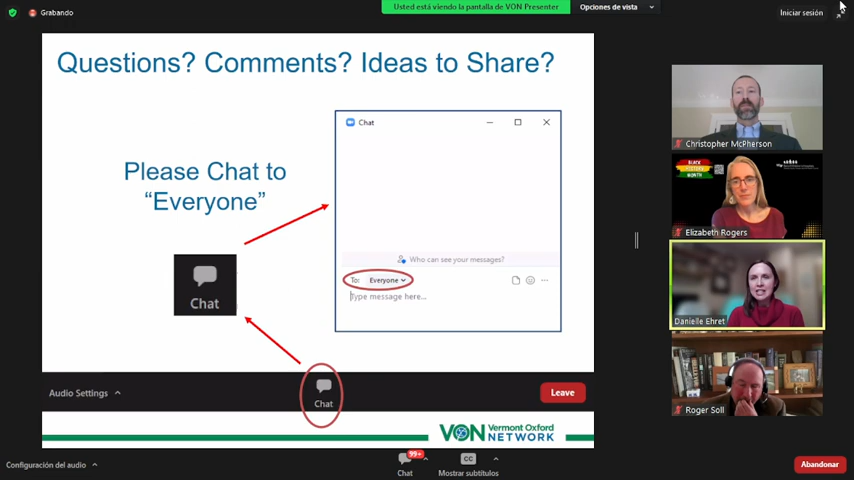 Grabando
Usted está viendo la pantalla de VON Presenter
Opciones de vista
Iniciar sesión
Questions? Comments? Ideas to Share?
Please Chat to
“Everyone”
Chat
Chat
Who can see your messages?
To: Everyone
Type message here...
Audio Settings
Chat
Leave
VON Vermont Oxford
NETWORK
Christopher McPherson
BLACK
HISTORY
MONTH
Elizabeth Rogers
Danielle Ehret
Roger Soll
Configuración del audio
99+
Chat
CC
Mostrar subtítulos
Abandonar